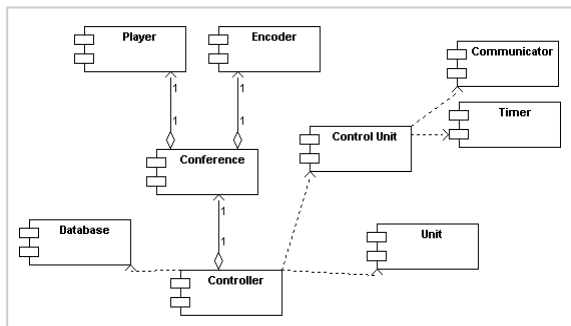 Player
Encoder
Communicator
Timer
1
1
1
1
Control Unit
Conference
1
1
Database
Unit
Controller